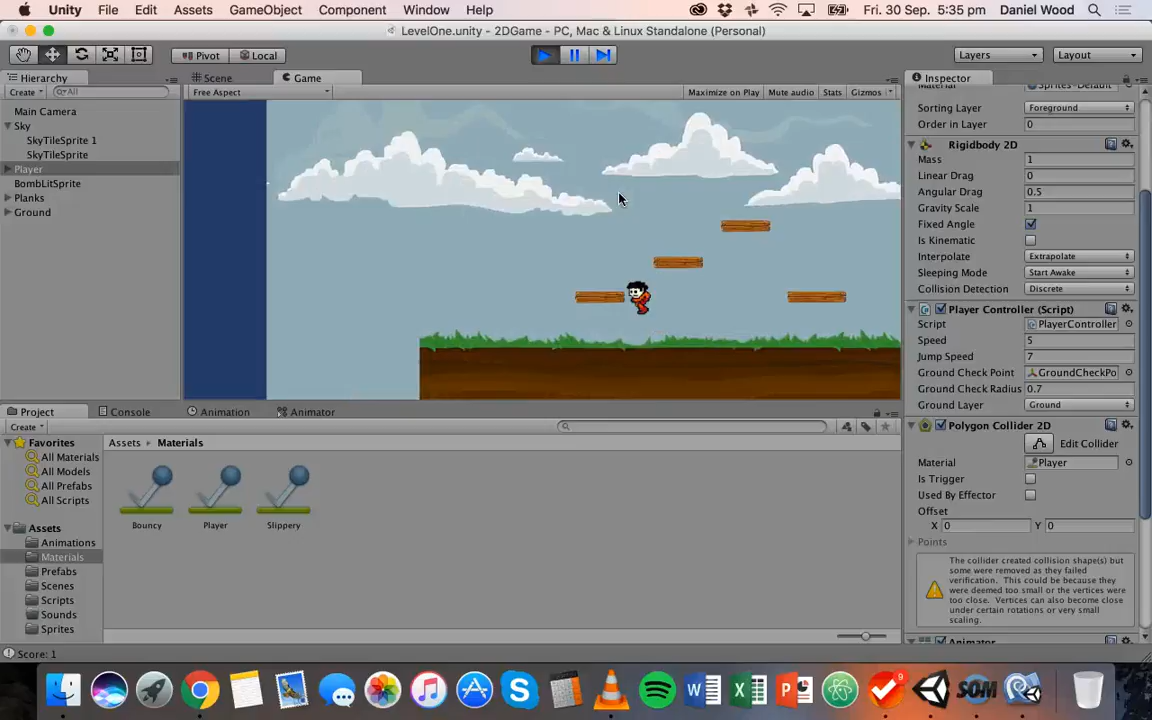 Unity File Edit Assets GameObject Component Window Help Fri. 30 Sep. 5:35 pm Daniel Wood
LevelOne.unity - 2DGame - PC, Mac & Linux Standalone (Personal)
Pivot Local Layers Layout
Hierarchy Scene Game Inspector
Create All Free Aspect Maximize on Play Mute audio Stats Gizmos
Main Camera
Sky
SkyTileSprite 1
SkyTileSprite
Player
BombLitSprite
Planks
Ground
Material Sprites-Default
Sorting Layer Foreground
Order in Layer 0
Rigidbody 2D
Mass 1
Linear Drag 0
Angular Drag 0.5
Gravity Scale 1
Fixed Angle
Is Kinematic
Interpolate Extrapolate
Sleeping Mode Start Awake
Collision Detection Discrete
Player Controller (Script)
Script PlayerController
Speed 5
Jump Speed 7
Ground Check Point GroundCheckPo
Ground Check Radius 0.7
Ground Layer Ground
Polygon Collider 2D
Edit Collider
Material Player
Is Trigger
Used By Effector
Offset
X 0 Y 0
Points
The collider created collision shape(s) but
some were removed as they failed
verification. This could be because they
were deemed too small or the vertices were
too close. Vertices can also become close
under certain rotations or very small
scaling.
Animator
Project Console Animation Animator
Create
Favorites
All Materials
All Models
All Prefabs
All Scripts
Assets
Animations
Materials
Prefabs
Scenes
Scripts
Sounds
Sprites
Assets Materials
Bouncy Player Slippery
Score: 1
9
SOM